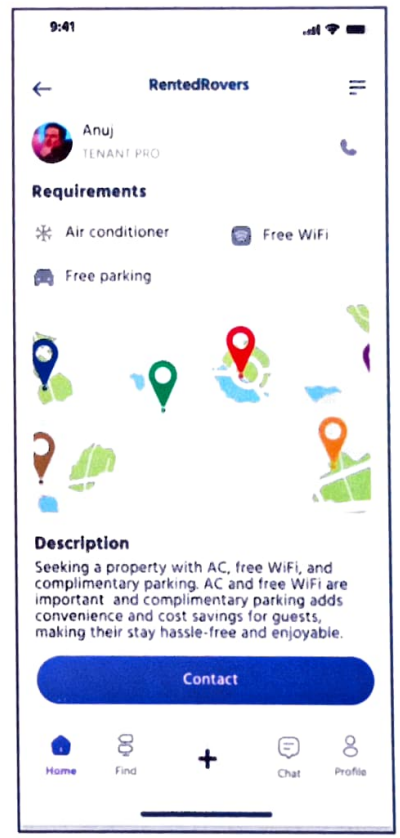 9:41
RentedRovers
Anuj
TENANT PRO
Requirements
Air conditioner
Free WiFi
Free parking
Description
Seeking a property with AC, free WiFi, and
complimentary parking. AC and free WiFi are
important and complimentary parking adds
convenience and cost savings for guests,
making their stay hassle-free and enjoyable.
Contact
Home
Find
Chat
Profile